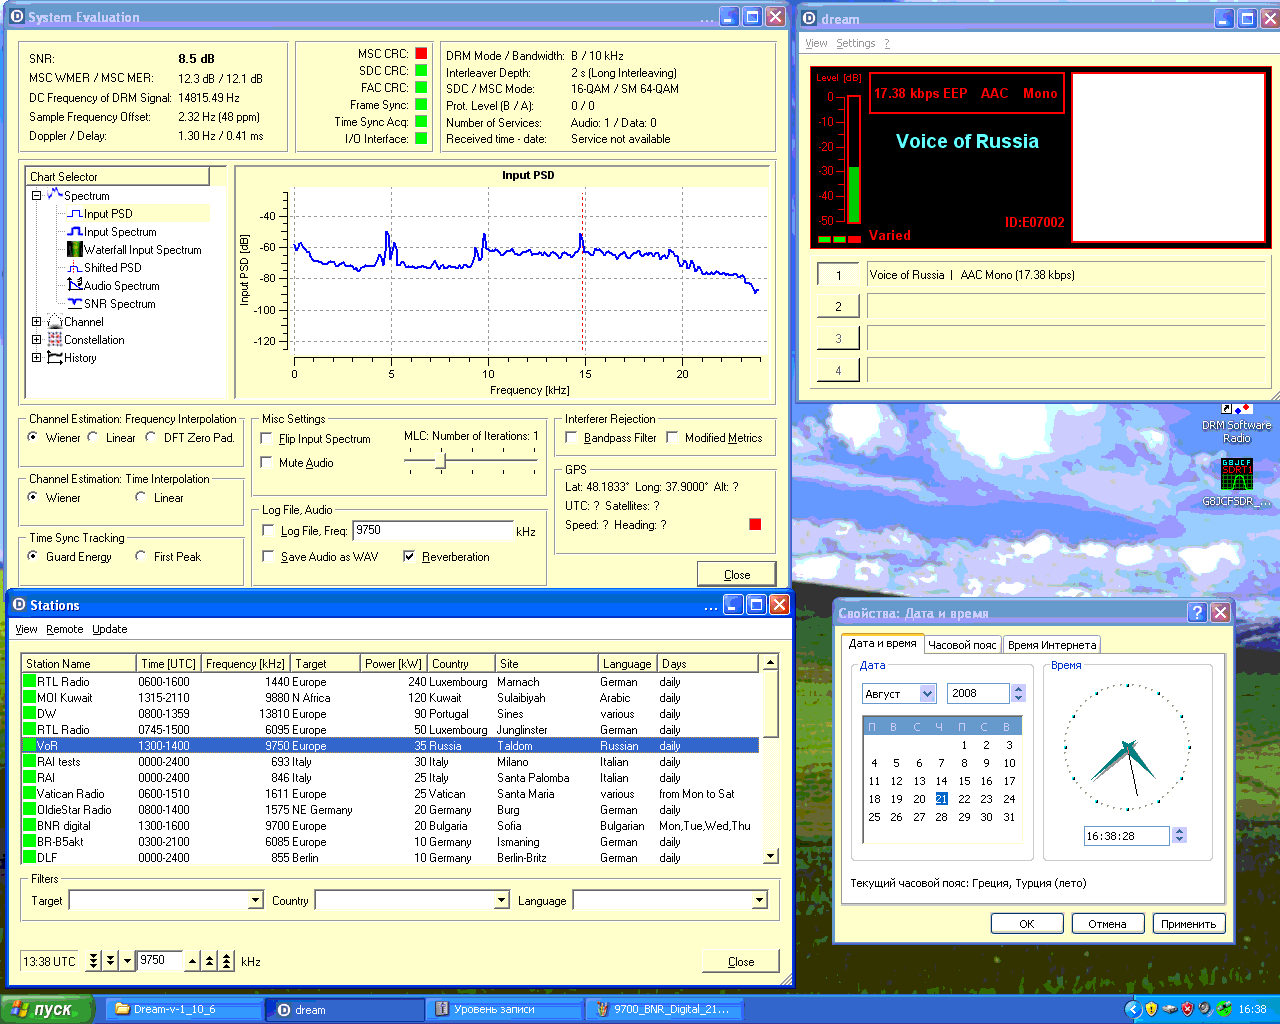 System Evaluation
SNR: 8.5 dB
MSC WMER / MSC MER: 12.3 dB / 12.1 dB
DC Frequency of DRM Signal: 14815.49 Hz
Sample Frequency Offset: 2.32 Hz (48 ppm)
Doppler / Delay: 1.30 Hz / 0.41 ms
MSC CRC:
SDC CRC:
FAC CRC:
Frame Sync:
Time Sync Acq:
I/O Interface:
DRM Mode / Bandwidth: B / 10 kHz
Interleaver Depth: 2 s (Long Interleaving)
SDC / MSC Mode: 16-QAM / SM 64-QAM
Prot. Level (B / A): 0 / 0
Number of Services: Audio: 1 / Data: 0
Received time - date: Service not available
Chart Selector
Spectrum
Input PSD
Input Spectrum
Waterfall Input Spectrum
Shifted PSD
Audio Spectrum
SNR Spectrum
Channel
Constellation
History
Input PSD
Input PSD [dB]
-40
-60
-80
-100
-120
0 5 10 15 20
Frequency [kHz]
Channel Estimation: Frequency Interpolation
Wiener Linear DFT Zero Pad.
Channel Estimation: Time Interpolation
Wiener Linear
Time Sync Tracking
Guard Energy First Peak
Misc Settings
Flip Input Spectrum
Mute Audio
MLC: Number of Iterations: 1
Log File, Audio
Log File, Freq: 9750 kHz
Save Audio as WAV Reverberation
Interferer Rejection
Bandpass Filter Modified Metrics
GPS
Lat: 48.1833° Long: 37.9000° Alt: ?
UTC: ? Satellites: ?
Speed: ? Heading: ?
Close
dream
View Settings ?
Level [dB]
0
-10
-20
-30
-40
-50
17.38 kbps EEP AAC Mono
Voice of Russia
ID:E07002
Varied
1 Voice of Russia | AAC Mono (17.38 kbps)
2
3
4
DRM Software
Radio
G8JCF
SDRT1
G8JCFSDR_...
Stations
View Remote Update
Station Name Time [UTC] Frequency [kHz] Target Power [kW] Country Site Language Days
RTL Radio 0600-1600 1440 Europe 240 Luxembourg Marnach German daily
MOI Kuwait 1315-2110 9880 N Africa 120 Kuwait Sulaibiyah Arabic daily
DW 0800-1359 13810 Europe 90 Portugal Sines various daily
RTL Radio 0745-1500 6095 Europe 50 Luxembourg Junglinster German daily
VoR 1300-1400 9750 Europe 35 Russia Taldom Russian daily
RAI tests 0000-2400 693 Italy 30 Italy Milano Italian daily
RAI 0000-2400 846 Italy 25 Italy Santa Palomba Italian daily
Vatican Radio 0600-1510 1611 Europe 25 Vatican Santa Maria various from Mon to Sat
OldieStar Radio 0800-1400 1575 NE Germany 20 Germany Burg German daily
BNR digital 1300-1600 9700 Europe 20 Bulgaria Sofia Bulgarian Mon,Tue,Wed,Thu
BR-B5akt 0300-2100 6085 Europe 10 Germany Ismaning German daily
DLF 0000-2400 855 Berlin 10 Germany Berlin-Britz German daily
Filters
Target Country Language
13:38 UTC 9750 kHz
Close
Свойства: Дата и время
Дата и время Часовой пояс Время Интернета
Дата
Август 2008
П В С Ч П С В
1 2 3
4 5 6 7 8 9 10
11 12 13 14 15 16 17
18 19 20 21 22 23 24
25 26 27 28 29 30 31
Время
16:38:28
Текущий часовой пояс: Греция, Турция (лето)
ОК Отмена Применить
пуск Dream-v-1_10_6 dream Уровень записи 9700_BNR_Digital_21... 16:38